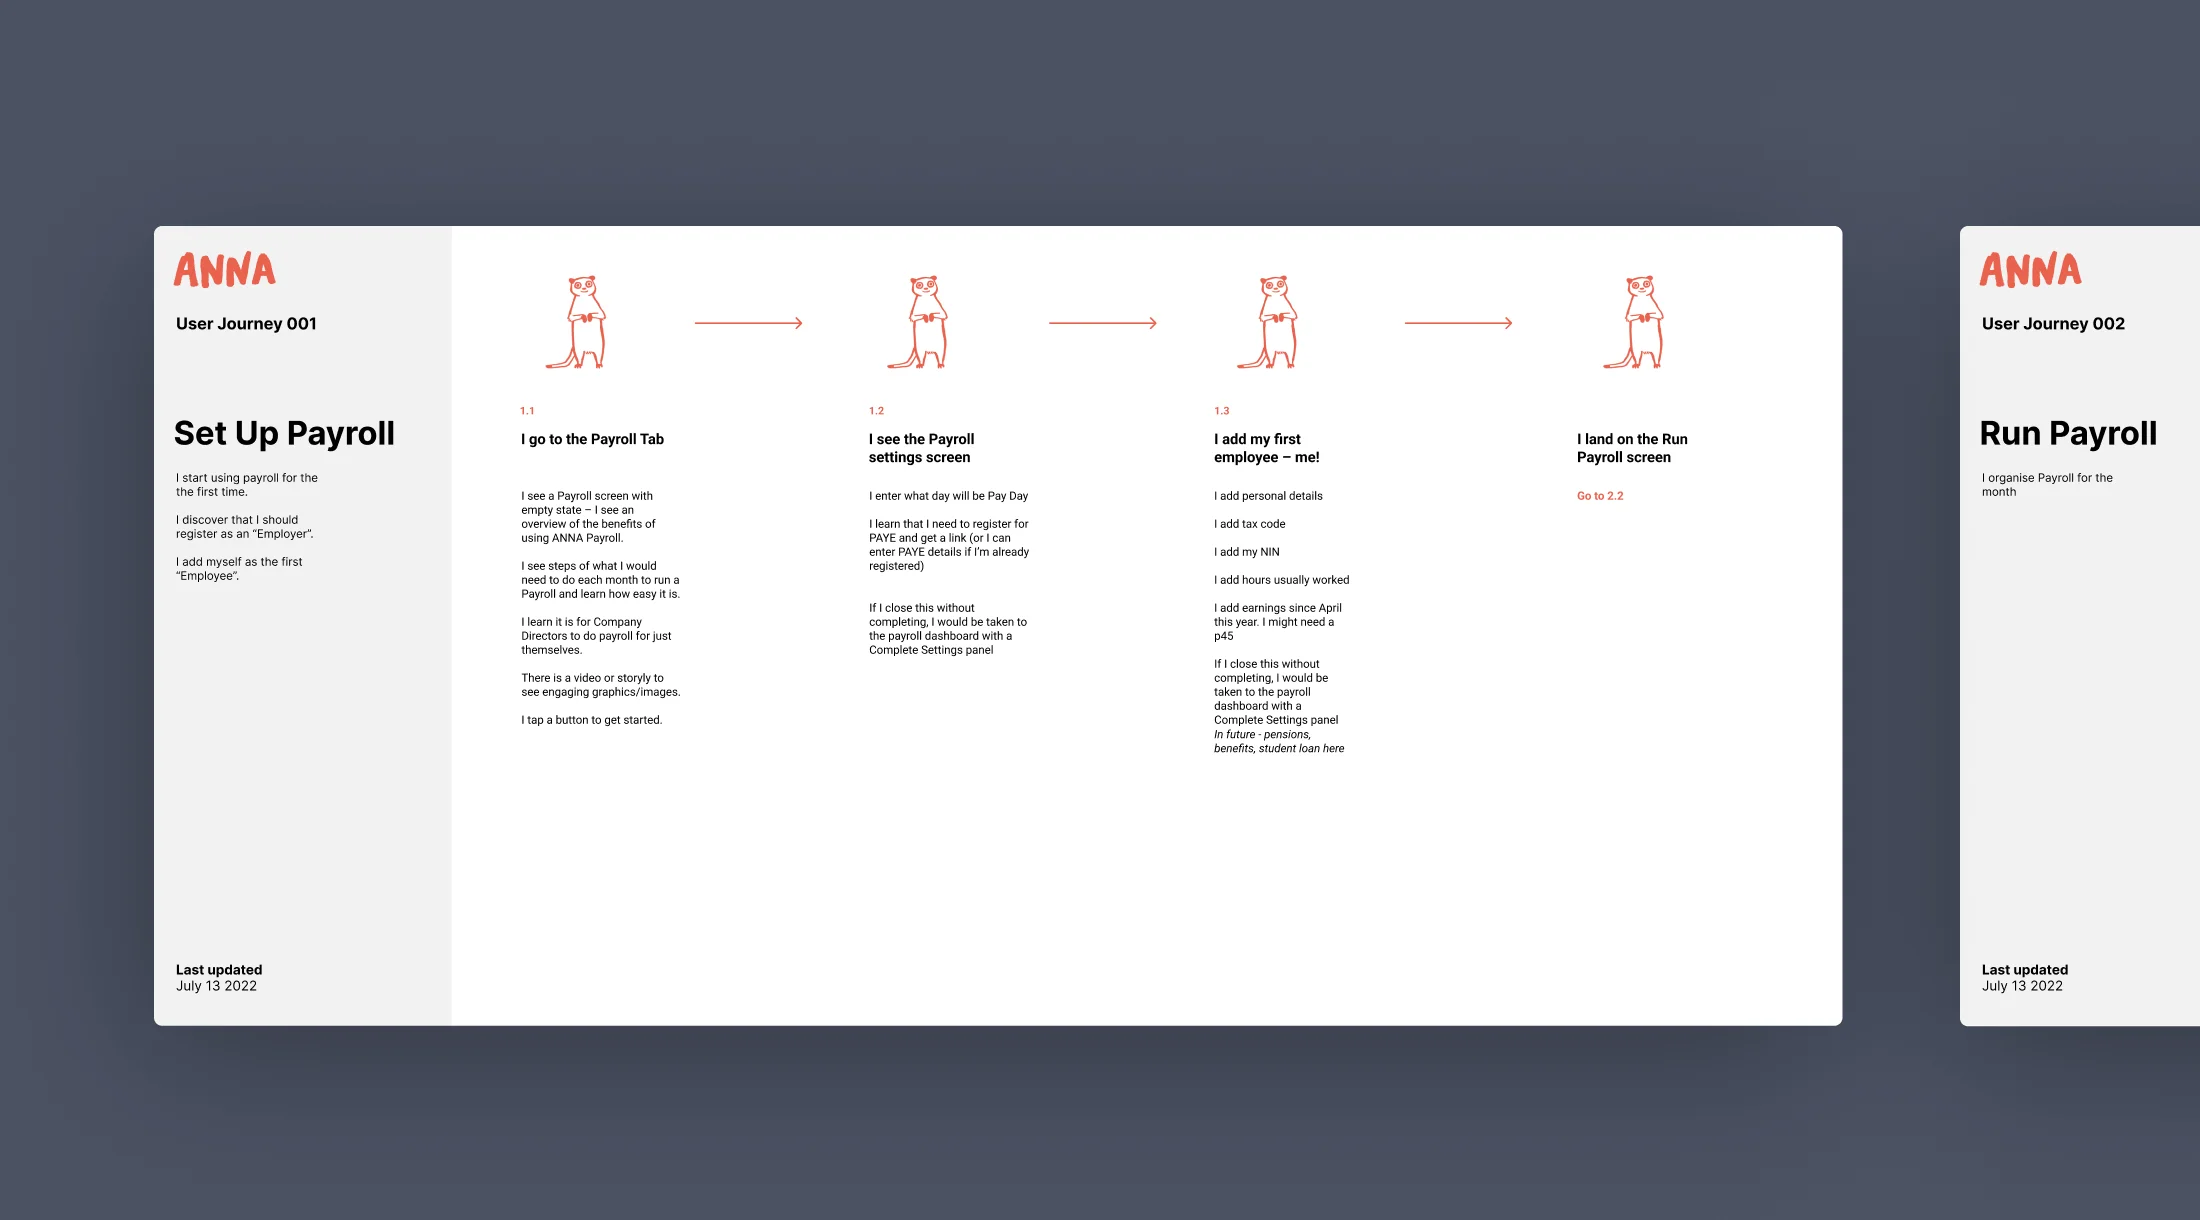 ANNA
User Journey 001
Set Up Payroll
I start using payroll for the
the first time.
I discover that I should
register as an “Employer”.
I add myself as the first
“Employee”.
Last updated
July 13 2022
1.1
I go to the Payroll Tab
I see a Payroll screen with
empty state – I see an
overview of the benefits of
using ANNA Payroll.
I see steps of what I would
need to do each month to run a
Payroll and learn how easy it is.
I learn it is for Company
Directors to do payroll for just
themselves.
There is a video or storyly to
see engaging graphics/images.
I tap a button to get started.
1.2
I see the Payroll
settings screen
I enter what day will be Pay Day
I learn that I need to register for
PAYE and get a link (or I can
enter PAYE details if I’m already
registered)
If I close this without
completing, I would be taken to
the payroll dashboard with a
Complete Settings panel
1.3
I add my first
employee – me!
I add personal details
I add tax code
I add my NIN
I add hours usually worked
I add earnings since April
this year. I might need a
p45
If I close this without
completing, I would be
taken to the payroll
dashboard with a
Complete Settings panel
In future - pensions,
benefits, student loan here
I land on the Run
Payroll screen
Go to 2.2
ANNA
User Journey 002
Run Payroll
I organise Payroll for the
month
Last updated
July 13 2022